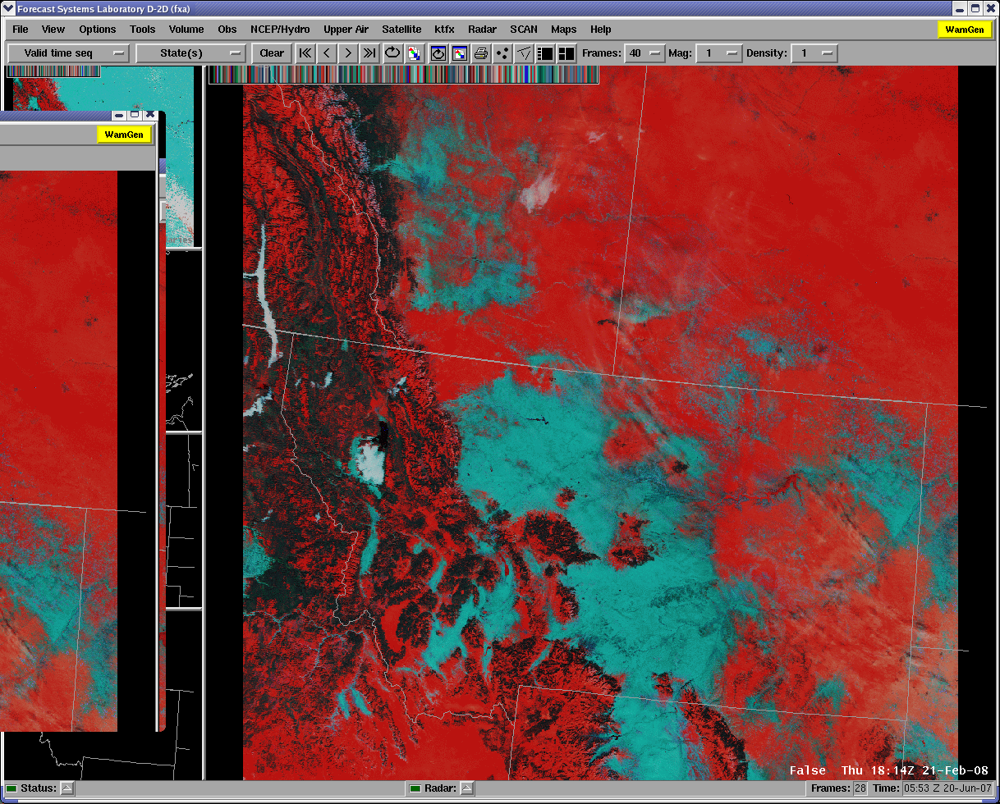 Forecast Systems Laboratory D-2D (fxa)
File View Options Tools Volume Obs NCEP/Hydro Upper Air Satellite ktfx Radar SCAN Maps Help WamGen
Valid time seq State(s) Clear Frames: 40 Mag: 1 Density: 1
WamGen
False Thu 18:14Z 21-Feb-08
Status: Radar: Frames: 28 Time: 05:53 Z 20-Jun-07